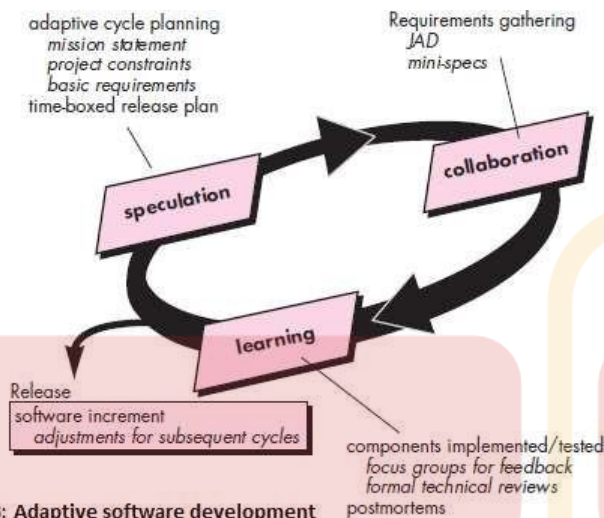 adaptive cycle planning
mission statement
project constraints
basic requirements
time-boxed release plan
Requirements gathering
JAD
mini-specs
speculation
collaboration
learning
Release
software increment
adjustments for subsequent cycles
components implemented/tested
focus groups for feedback
formal technical reviews
postmortems
: Adaptive software development